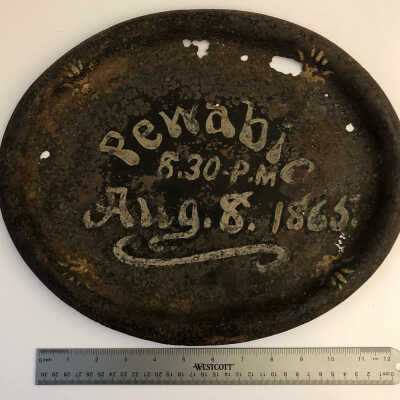 Pewabic
8.30-P.M
Aug. 8. 1865.
WESTCOTT